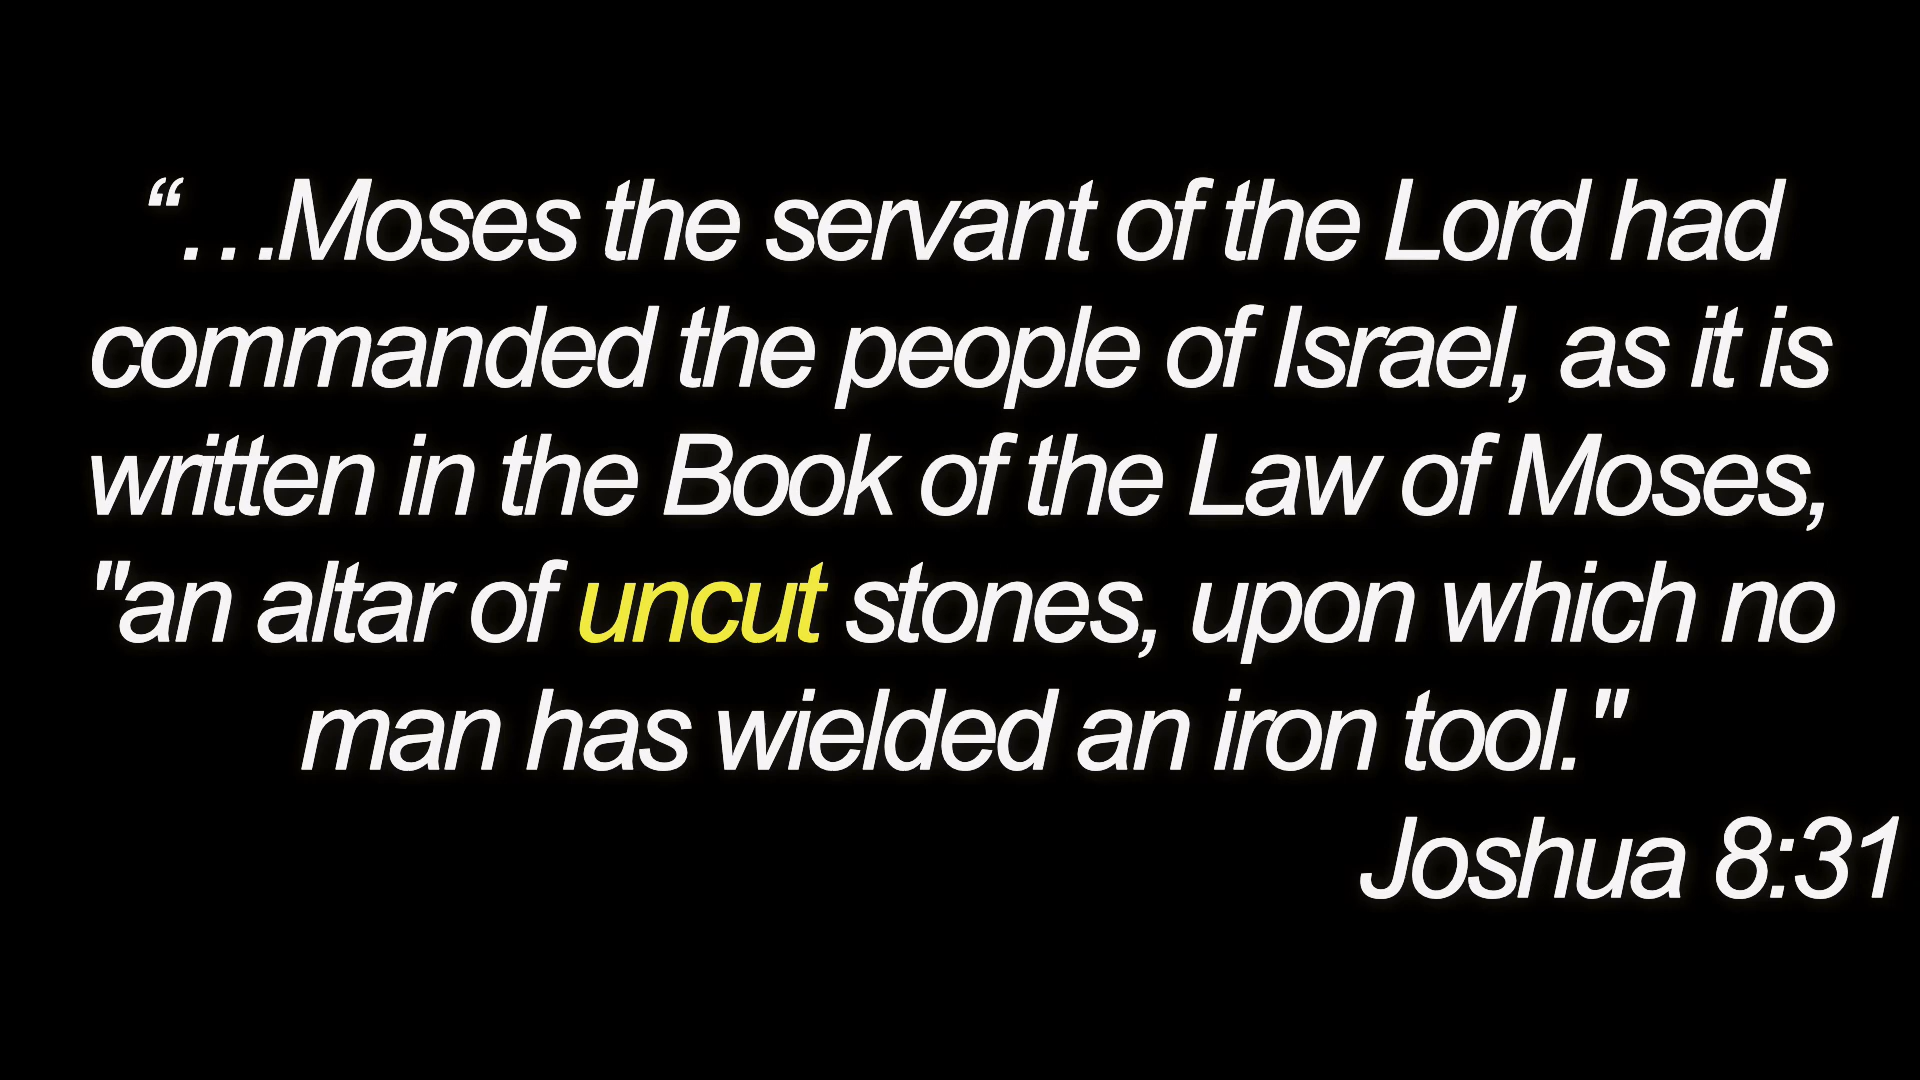 “…Moses the servant of the Lord had
commanded the people of Israel, as it is
written in the Book of the Law of Moses,
"an altar of uncut stones, upon which no
man has wielded an iron tool."
Joshua 8:31